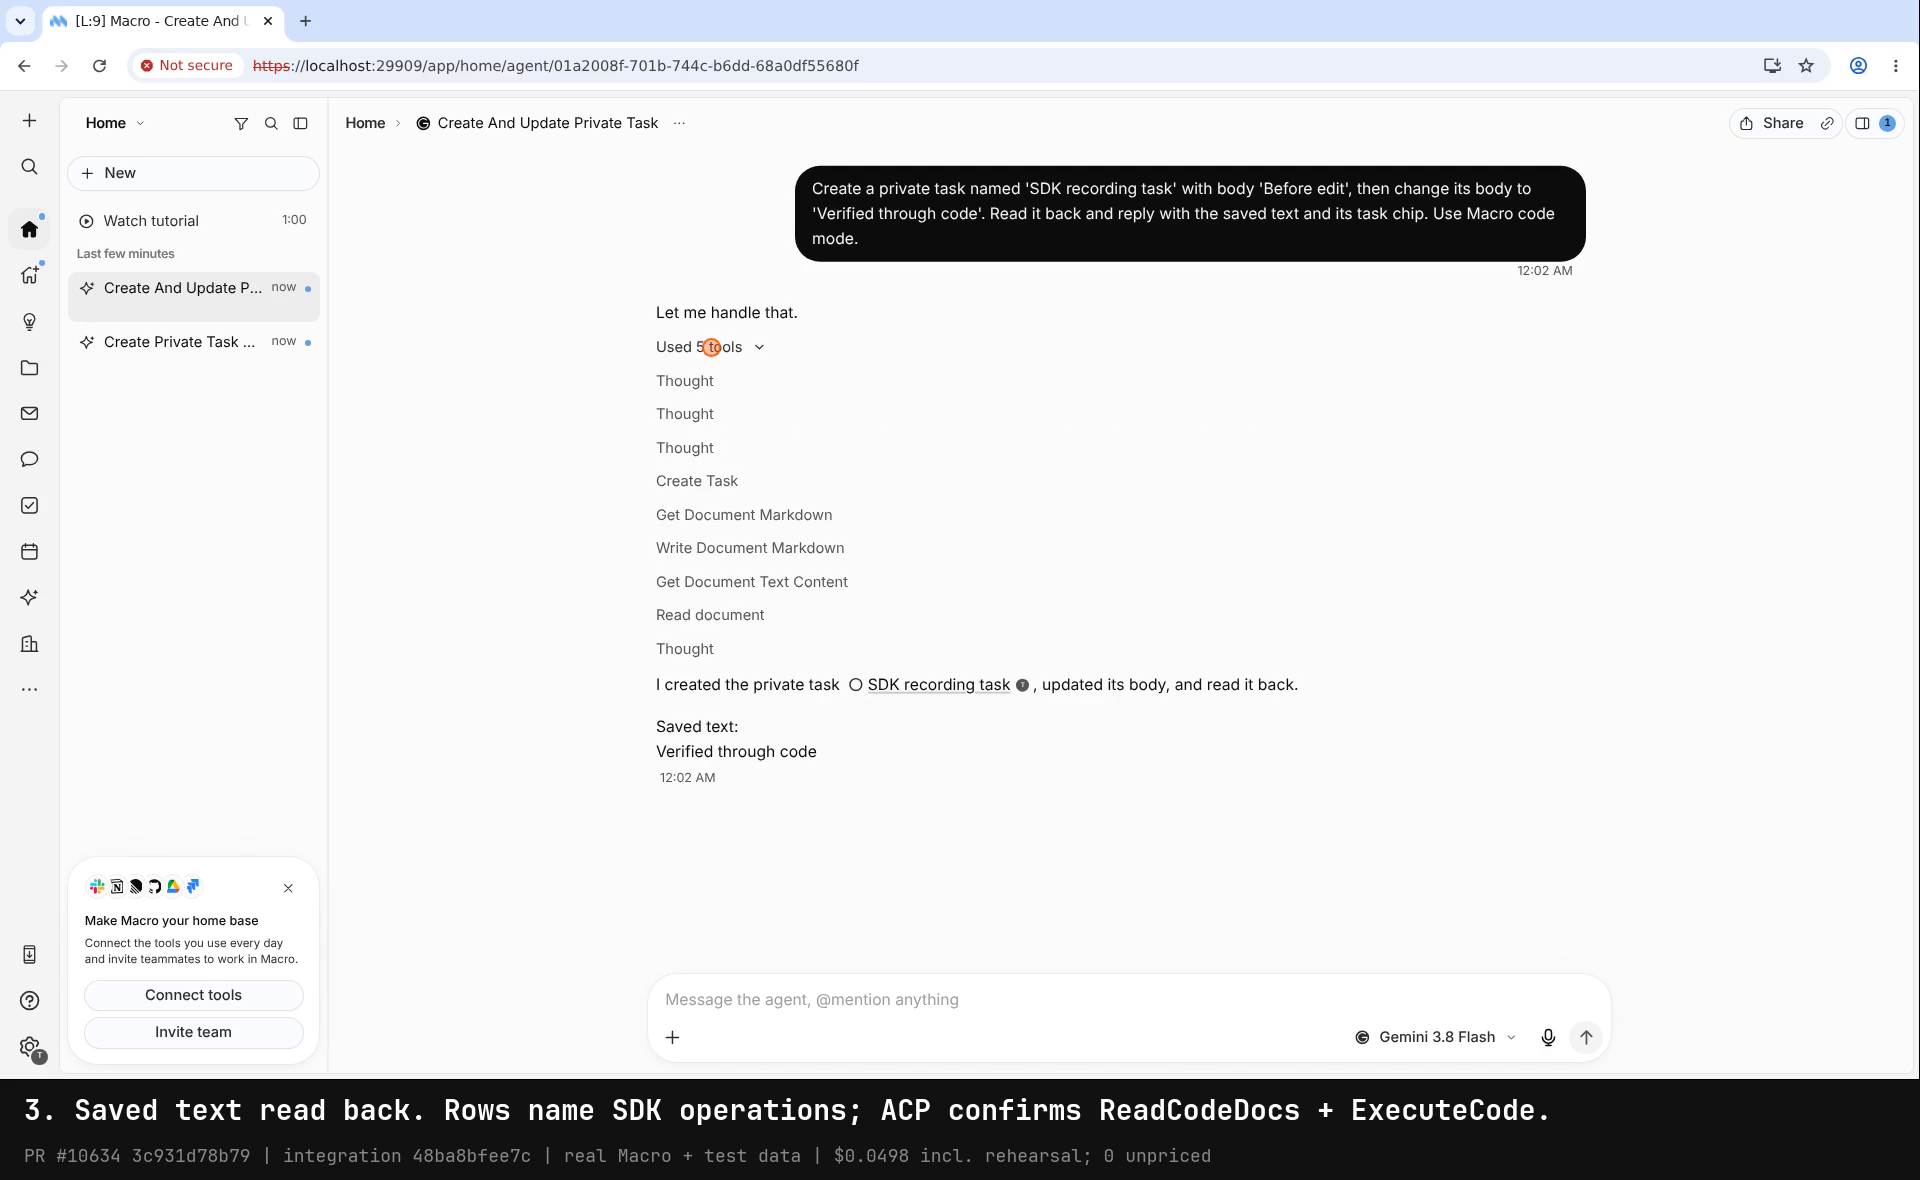 [L:9] Macro - Create And U
Not secure
https://localhost:29909/app/home/agent/01a2008f-701b-744c-b6dd-68a0df55680f
Home
New
Watch tutorial 1:00
Last few minutes
Create And Update P... now
Create Private Task ... now
Make Macro your home base
Connect the tools you use every day
and invite teammates to work in Macro.
Connect tools
Invite team
T
Home › Create And Update Private Task ...
Share
1
Create a private task named 'SDK recording task' with body 'Before edit', then change its body to
'Verified through code'. Read it back and reply with the saved text and its task chip. Use Macro code
mode.
12:02 AM
Let me handle that.
Used 5 tools
Thought
Thought
Thought
Create Task
Get Document Markdown
Write Document Markdown
Get Document Text Content
Read document
Thought
I created the private task SDK recording task T , updated its body, and read it back.
Saved text:
Verified through code
12:02 AM
Message the agent, @mention anything
Gemini 3.8 Flash
3. Saved text read back. Rows name SDK operations; ACP confirms ReadCodeDocs + ExecuteCode.
PR #10634 3c931d78b79 | integration 48ba8bfee7c | real Macro + test data | $0.0498 incl. rehearsal; 0 unpriced